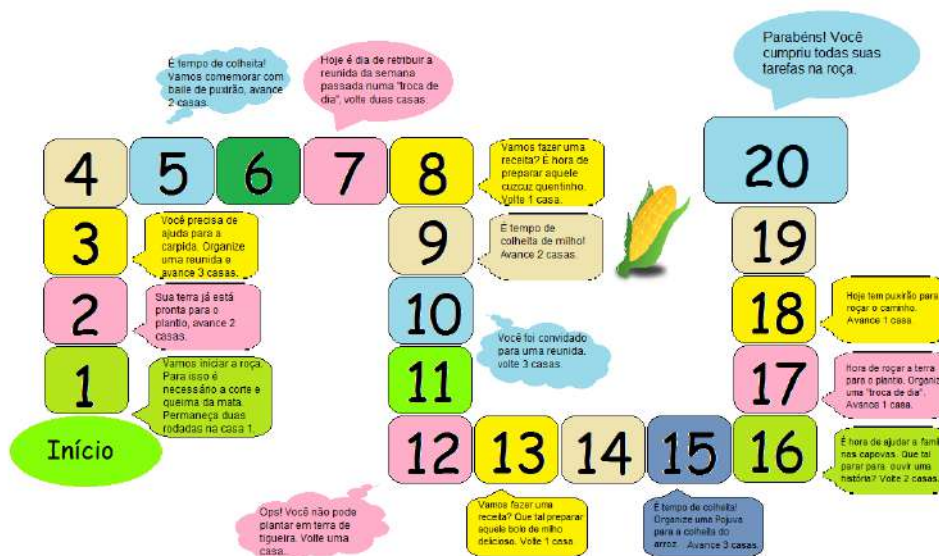 É tempo de colheita!
Vamos comemorar com
baile de puxirão, avance
2 casas.
Hoje é dia de retribuir a
reunida da semana
passada numa "troca de
dia", volte duas casas.
Parabéns! Você
cumpriu todas suas
tarefas na roça.
4
5
6
7
8
Vamos fazer uma
receita? É hora de
preparar aquele
cuzcuz quentinho.
Volte 1 casa.
20
3
Você precisa de
ajuda para a
carpida. Organize
uma reunida e
avance 3 casas.
9
É tempo de
colheita de milho!
Avance 2 casas.
19
2
Sua terra já está
pronta para o
plantio, avance 2
casas.
10
Você foi convidado
para uma reunida,
volte 3 casas.
18
Hoje tem puxirão para
roçar o carrinho.
Avance 1 casa.
1
Vamos iniciar a roça.
Para isso é
necessário a corte e
queima da mata.
Permaneça duas
rodadas na casa 1.
11
17
Hora de roçar a terra
para o plantio. Organiz
uma "troca de dia".
Avance 1 casa.
Início
12
13
14
15
16
É hora de ajudar a famí
nas capovas. Que tal
parar para ouvir uma
história? Volte 2 casas.
Ops! Você não pode
plantar em terra de
tigueira. Volte uma
casa.
Vamos fazer uma
receita? Que tal preparar
aquele bolo de milho
delicioso. Volte 1 casa
É tempo de colheita!
Organize uma Pojuva
para a colheita do
arroz. Avance 3 casas.